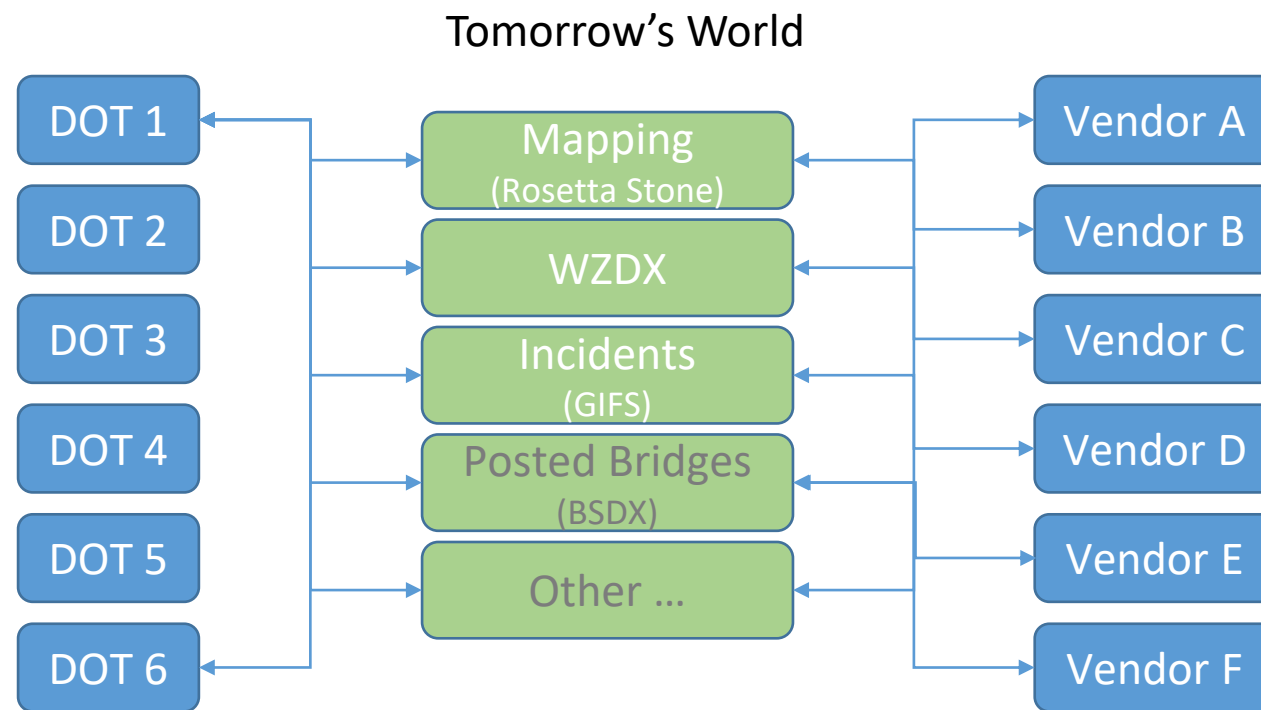 Tomorrow’s World
DOT 1
DOT 2
DOT 3
DOT 4
DOT 5
DOT 6
Mapping
(Rosetta Stone)
WZDX
Incidents
(GIFS)
Posted Bridges
(BSDX)
Other ...
Vendor A
Vendor B
Vendor C
Vendor D
Vendor E
Vendor F